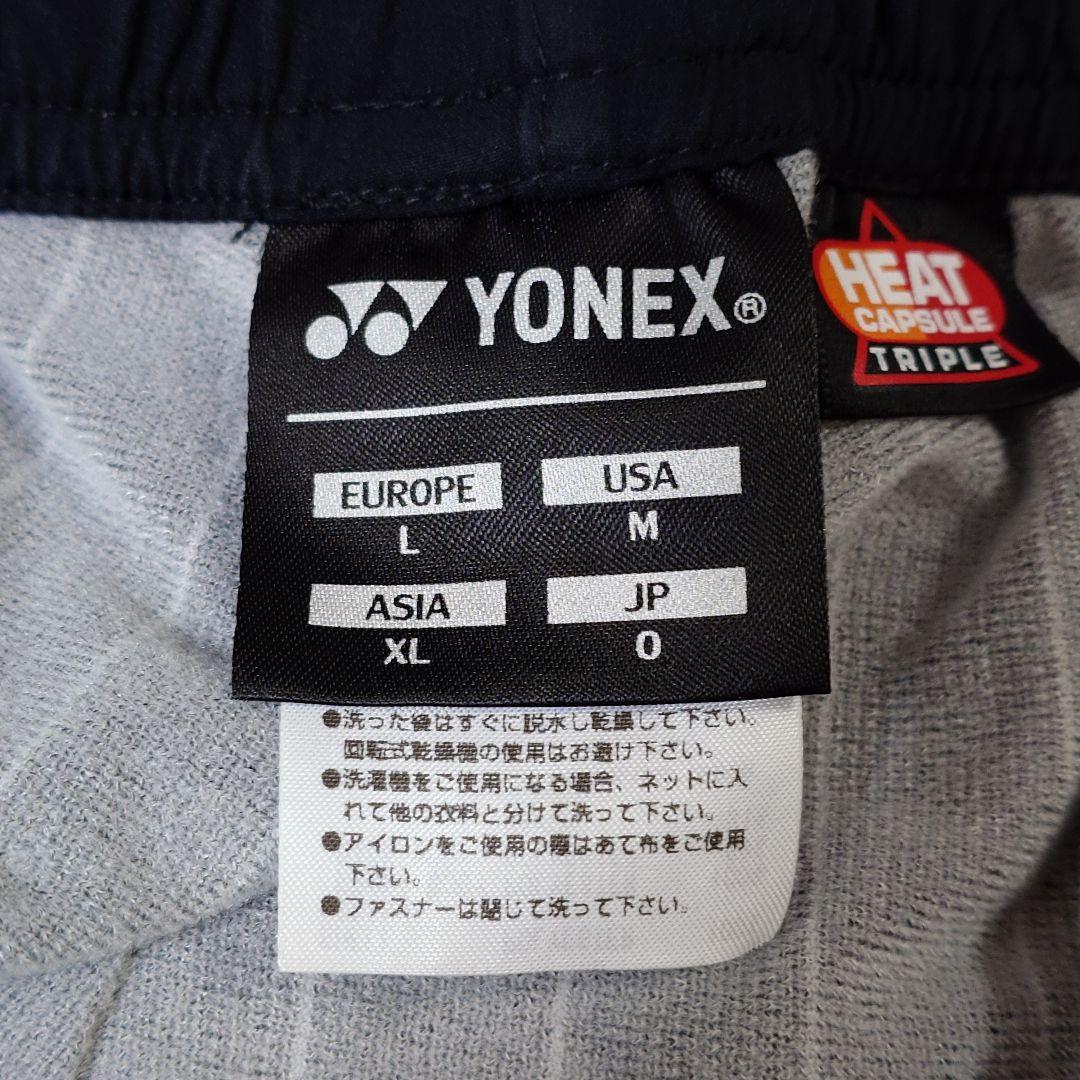 YONEX®
HEAT
CAPSULE
TRIPLE
EUROPE
L
USA
M
ASIA
XL
JP
O
●洗った後はすぐに脱水し乾燥して下さい。
回転式乾燥機の使用はお避け下さい。
●洗濯機をご使用になる場合、ネットに入
れて他の衣料と分けて洗って下さい。
●アイロンをご使用の際はあて布をご使用
下さい。
●ファスナーは閉じて洗って下さい。